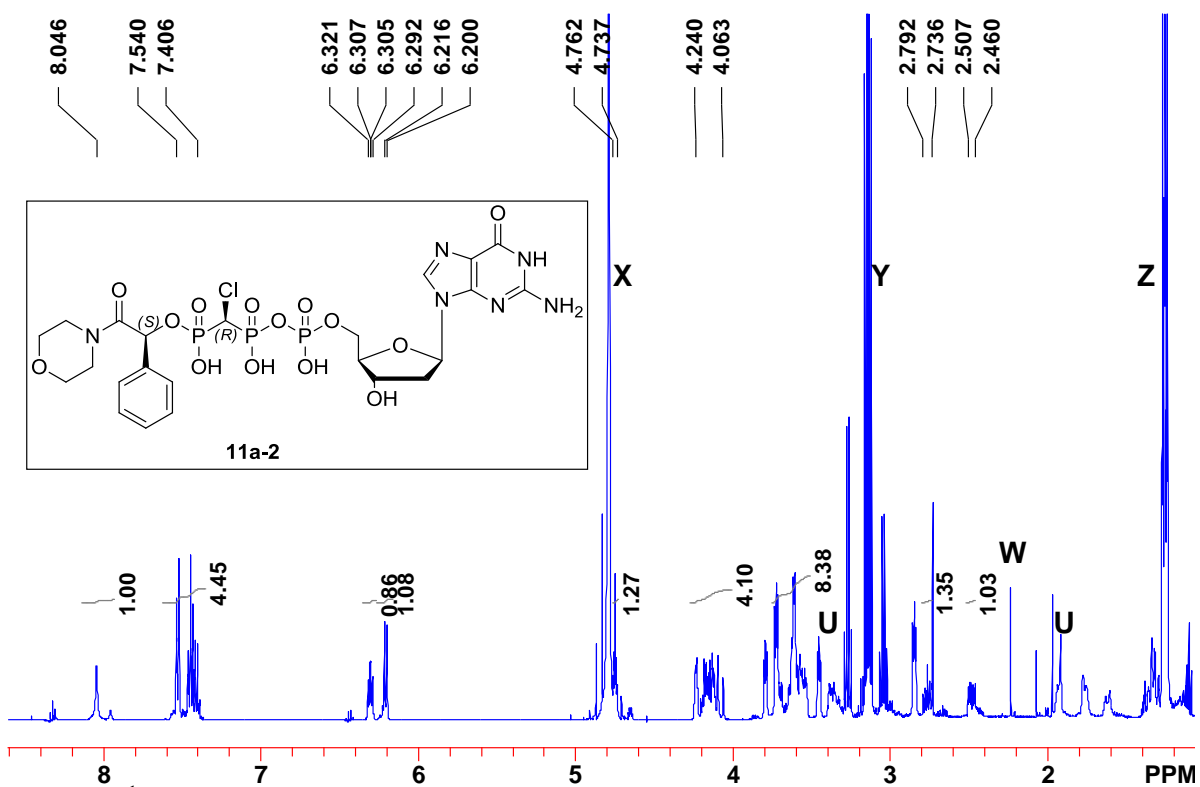 8.046 7.540 7.406 6.321 6.307 6.305 6.292 6.216 6.200 4.762 4.737 4.240 4.063 2.792 2.736 2.507 2.460
X Y Z
O
N NH
N N NH2
O Cl O O O
(S) O P (R) P O P O
N O
O OH OH OH
OH
11a-2
W
U U
1.00 4.45 0.86 1.08 1.27 4.10 8.38 1.35 1.03
8 7 6 5 4 3 2 PPM